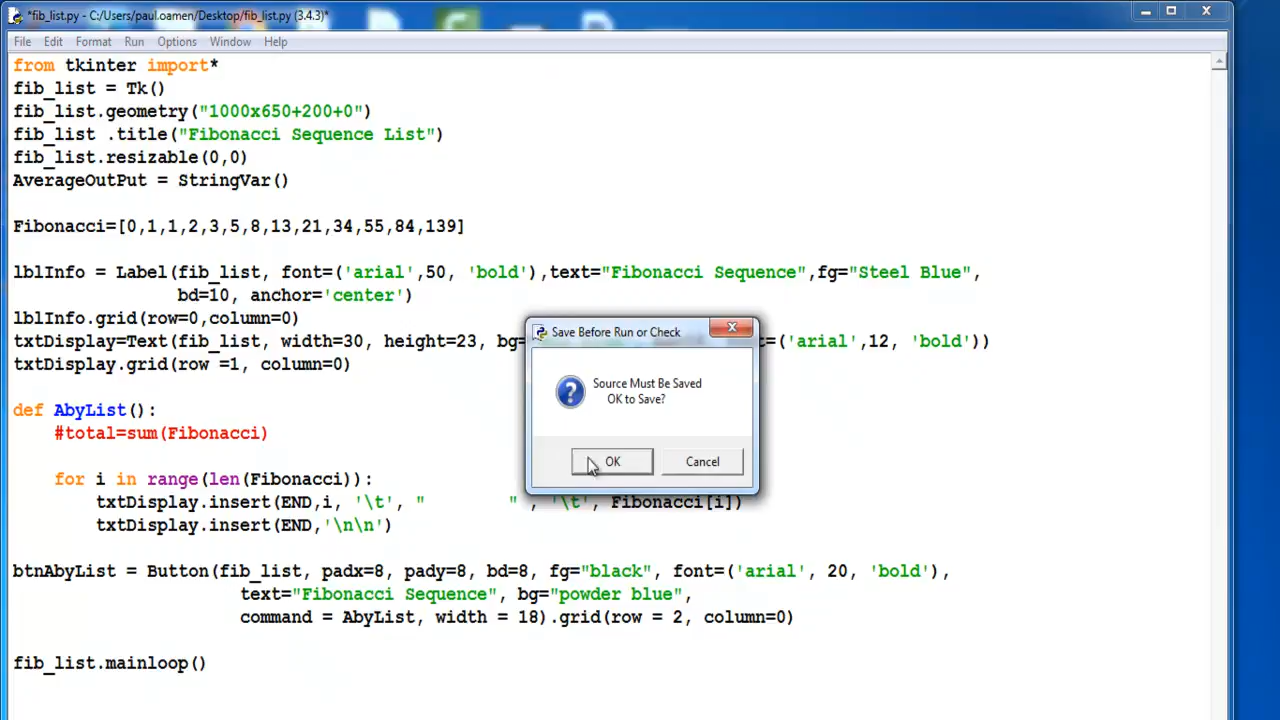 *fib_list.py - C:/Users/paul.oamen/Desktop/fib_list.py (3.4.3)*
File Edit Format Run Options Window Help
from tkinter import*
fib_list = Tk()
fib_list.geometry("1000x650+200+0")
fib_list .title("Fibonacci Sequence List")
fib_list.resizable(0,0)
AverageOutPut = StringVar()
Fibonacci=[0,1,1,2,3,5,8,13,21,34,55,84,139]
lblInfo = Label(fib_list, font=('arial',50, 'bold'),text="Fibonacci Sequence",fg="Steel Blue",
bd=10, anchor='center')
lblInfo.grid(row=0,column=0)
txtDisplay=Text(fib_list, width=30, height=23, bg= =('arial',12, 'bold'))
txtDisplay.grid(row =1, column=0)
def AbyList():
#total=sum(Fibonacci)
for i in range(len(Fibonacci)):
txtDisplay.insert(END,i, '\t', " " , '\t', Fibonacci[i])
txtDisplay.insert(END,'\n\n')
btnAbyList = Button(fib_list, padx=8, pady=8, bd=8, fg="black", font=('arial', 20, 'bold'),
text="Fibonacci Sequence", bg="powder blue",
command = AbyList, width = 18).grid(row = 2, column=0)
fib_list.mainloop()
Save Before Run or Check
Source Must Be Saved
OK to Save?
OK Cancel